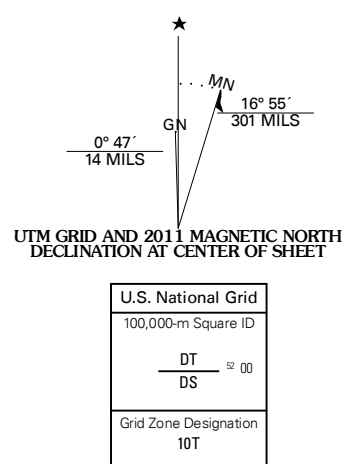 ★
MN
16° 55´
301 MILS
GN
0° 47´
14 MILS
UTM GRID AND 2011 MAGNETIC NORTH
DECLINATION AT CENTER OF SHEET
U.S. National Grid
100,000-m Square ID
DT
52 00
DS
Grid Zone Designation
10T